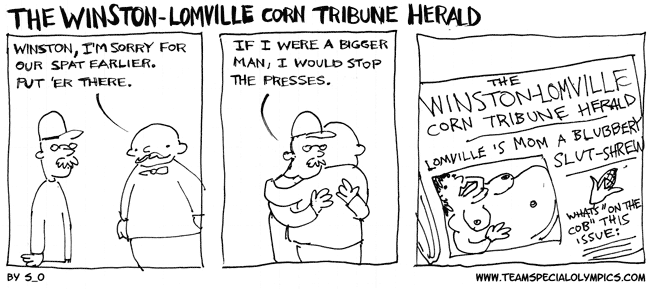 THE WINSTON-LOMVILLE CORN TRIBUNE HERALD
WINSTON, I'M SORRY FOR
OUR SPAT EARLIER.
PUT 'ER THERE.
IF I WERE A BIGGER
MAN, I WOULD STOP
THE PRESSES.
THE
WINSTON-LOMVILLE
CORN TRIBUNE HERALD
LOMVILLE'S MOM A BLUBBERY
SLUT-SHREW
WHATS "ON THE
COB" THIS
ISSUE:
BY S_O
WWW.TEAMSPECIALOLYMPICS.COM